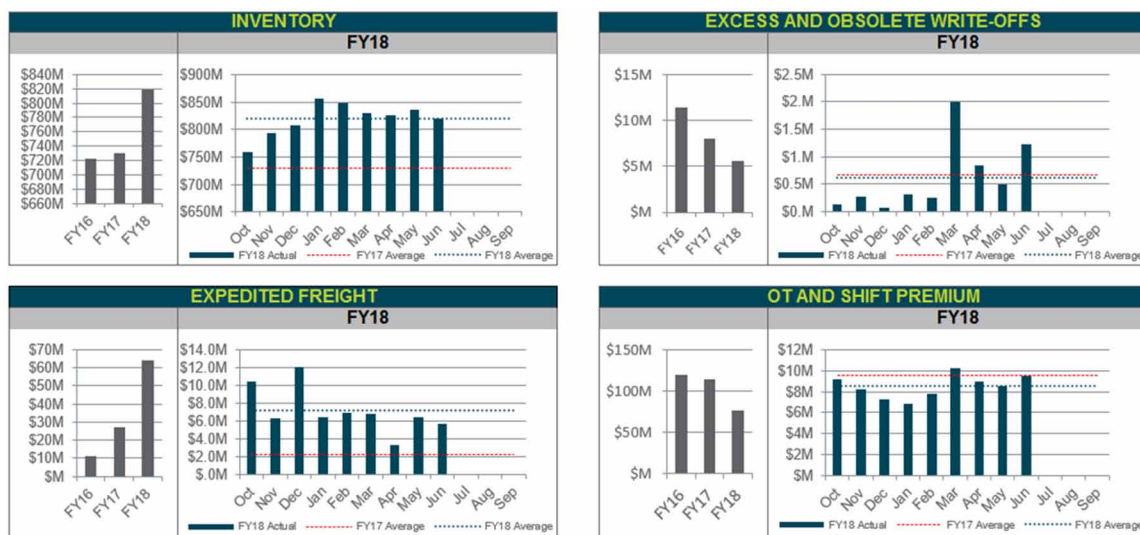 INVENTORY
FY18
$840M
$820M
$800M
$780M
$760M
$740M
$720M
$700M
$680M
$660M
FY16 FY17 FY18
$900M
$850M
$800M
$750M
$700M
$650M
Oct Nov Dec Jan Feb Mar Apr May Jun Jul Aug Sep
FY18 Actual FY17 Average FY18 Average
EXCESS AND OBSOLETE WRITE-OFFS
FY18
$15M
$10M
$5M
$M
FY16 FY17 FY18
$2.5M
$2.M
$1.5M
$1.M
$0.5M
$0.M
Oct Nov Dec Jan Feb Mar Apr May Jun Jul Aug Sep
FY18 Actual FY17 Average FY18 Average
EXPEDITED FREIGHT
FY18
$70M
$60M
$50M
$40M
$30M
$20M
$10M
$M
FY16 FY17 FY18
$14.0M
$12.0M
$10.0M
$8.0M
$6.0M
$4.0M
$2.0M
$.0M
Oct Nov Dec Jan Feb Mar Apr May Jun Jul Aug Sep
FY18 Actual FY17 Average FY18 Average
OT AND SHIFT PREMIUM
FY18
$150M
$100M
$50M
$M
FY16 FY17 FY18
$12M
$10M
$8M
$6M
$4M
$2M
$M
Oct Nov Dec Jan Feb Mar Apr May Jun Jul Aug Sep
FY18 Actual FY17 Average FY18 Average